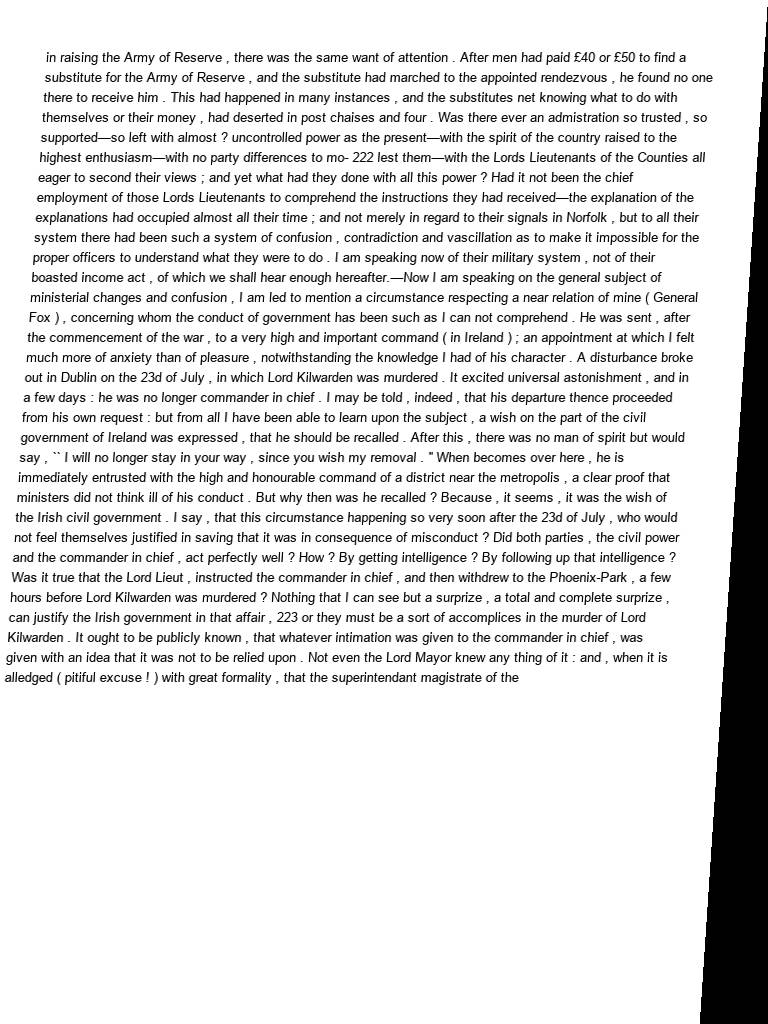 in raising the Army of Reserve , there was the same want of attention . After men had paid £40 or £50 to find a
substitute for the Army of Reserve , and the substitute had marched to the appointed rendezvous , he found no one
there to receive him . This had happened in many instances , and the substitutes net knowing what to do with
themselves or their money , had deserted in post chaises and four . Was there ever an admistration so trusted , so
supported—so left with almost ? uncontrolled power as the present—with the spirit of the country raised to the
highest enthusiasm—with no party differences to mo- 222 lest them—with the Lords Lieutenants of the Counties all
eager to second their views ; and yet what had they done with all this power ? Had it not been the chief
employment of those Lords Lieutenants to comprehend the instructions they had received—the explanation of the
explanations had occupied almost all their time ; and not merely in regard to their signals in Norfolk , but to all their
system there had been such a system of confusion , contradiction and vascillation as to make it impossible for the
proper officers to understand what they were to do . I am speaking now of their military system , not of their
boasted income act , of which we shall hear enough hereafter.—Now I am speaking on the general subject of
ministerial changes and confusion , I am led to mention a circumstance respecting a near relation of mine ( General
Fox ) , concerning whom the conduct of government has been such as I can not comprehend . He was sent , after
the commencement of the war , to a very high and important command ( in Ireland ) ; an appointment at which I felt
much more of anxiety than of pleasure , notwithstanding the knowledge I had of his character . A disturbance broke
out in Dublin on the 23d of July , in which Lord Kilwarden was murdered . It excited universal astonishment , and in
a few days : he was no longer commander in chief . I may be told , indeed , that his departure thence proceeded
from his own request : but from all I have been able to learn upon the subject , a wish on the part of the civil
government of Ireland was expressed , that he should be recalled . After this , there was no man of spirit but would
say , `` I will no longer stay in your way , since you wish my removal . " When becomes over here , he is
immediately entrusted with the high and honourable command of a district near the metropolis , a clear proof that
ministers did not think ill of his conduct . But why then was he recalled ? Because , it seems , it was the wish of
the Irish civil government . I say , that this circumstance happening so very soon after the 23d of July , who would
not feel themselves justified in saving that it was in consequence of misconduct ? Did both parties , the civil power
and the commander in chief , act perfectly well ? How ? By getting intelligence ? By following up that intelligence ?
Was it true that the Lord Lieut , instructed the commander in chief , and then withdrew to the Phoenix-Park , a few
hours before Lord Kilwarden was murdered ? Nothing that I can see but a surprize , a total and complete surprize ,
can justify the Irish government in that affair , 223 or they must be a sort of accomplices in the murder of Lord
Kilwarden . It ought to be publicly known , that whatever intimation was given to the commander in chief , was
given with an idea that it was not to be relied upon . Not even the Lord Mayor knew any thing of it : and , when it is
alledged ( pitiful excuse ! ) with great formality , that the superintendant magistrate of the